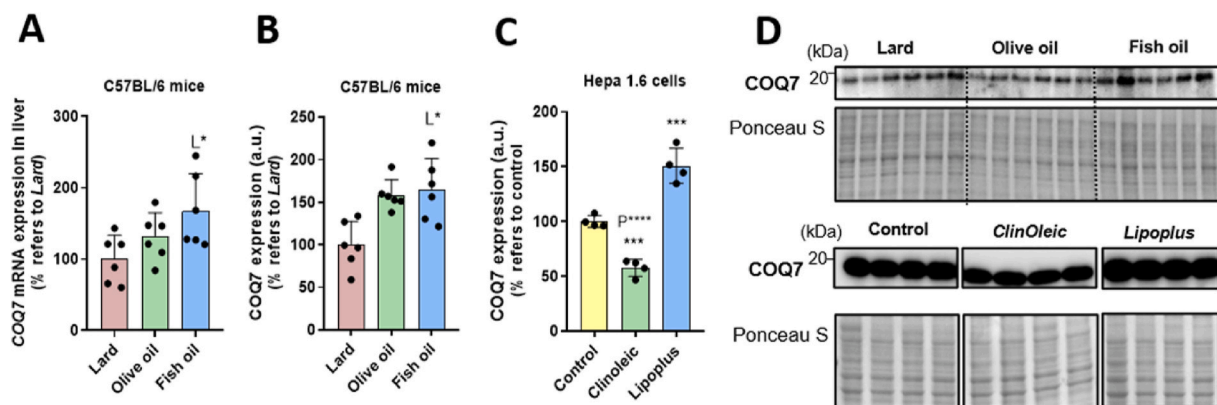 A
C57BL/6 mice
COQ7 mRNA expression in liver
(% refers to Lard)
300
200
150
100
50
0
L*
Lard
Olive oil
Fish oil
B
C57BL/6 mice
COQ7 expression (a.u.)
(% refers to Lard)
250
200
150
100
50
0
L*
Lard
Olive oil
Fish oil
C
Hepa 1.6 cells
COQ7 expression (a.u.)
(% refers to control
200
150
100
50
0
P****
***
***
Control
Clinoleic
Lipoplus
D
(kDa)
Lard
Olive oil
Fish oil
COQ7
20
Ponceau S
(kDa)
Control
ClinOleic
Lipoplus
COQ7
20
Ponceau S